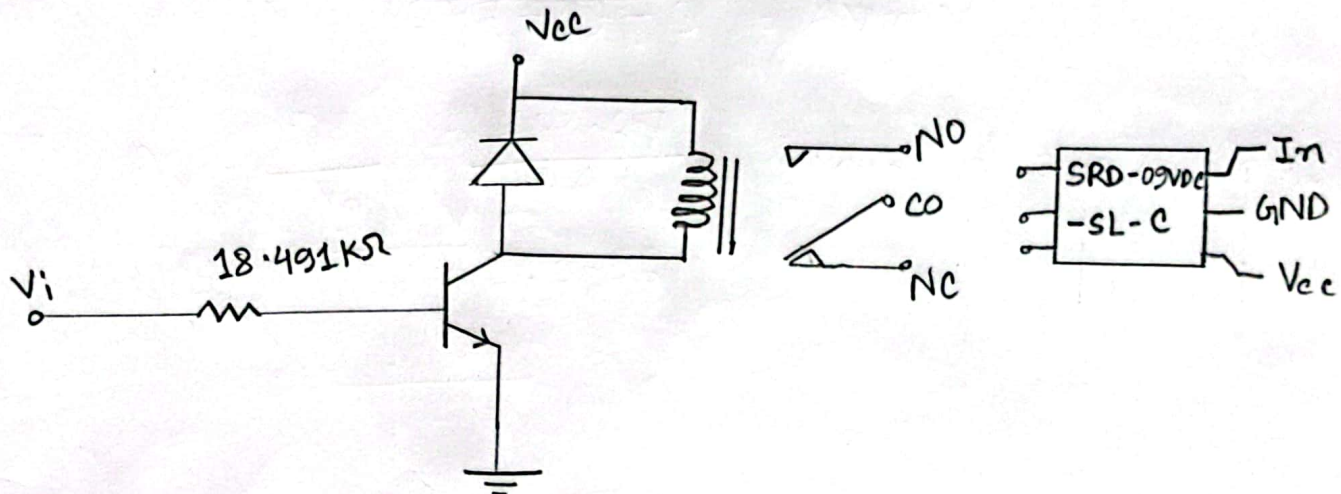 Vcc
NO
CO
NC
18.491KΩ
Vi
SRD-09VDC
-SL-C
In
GND
Vcc